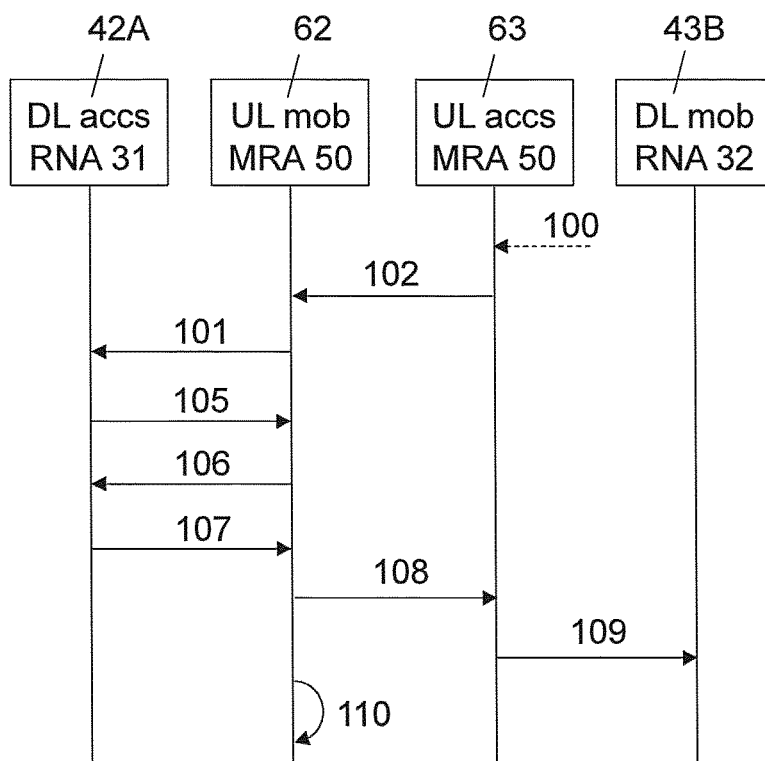 42A
62
63
43B
DL accs
RNA 31
UL mob
MRA 50
UL accs
MRA 50
DL mob
RNA 32
100
102
101
105
106
107
108
109
110